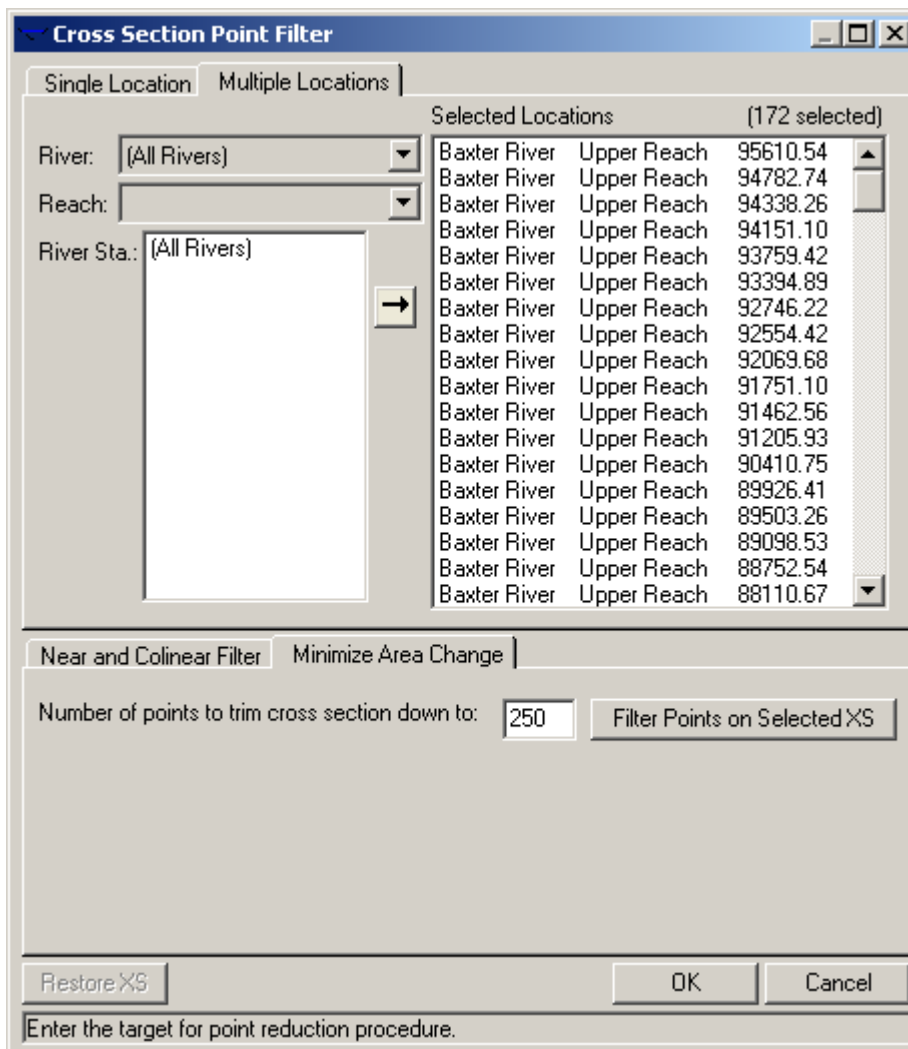 Cross Section Point Filter
Single Location Multiple Locations
Selected Locations (172 selected)
River: (All Rivers)
Reach:
River Sta.: (All Rivers)
Baxter River Upper Reach 95610.54
Baxter River Upper Reach 94782.74
Baxter River Upper Reach 94338.26
Baxter River Upper Reach 94151.10
Baxter River Upper Reach 93759.42
Baxter River Upper Reach 93394.89
Baxter River Upper Reach 92746.22
Baxter River Upper Reach 92554.42
Baxter River Upper Reach 92069.68
Baxter River Upper Reach 91751.10
Baxter River Upper Reach 91462.56
Baxter River Upper Reach 91205.93
Baxter River Upper Reach 90410.75
Baxter River Upper Reach 89926.41
Baxter River Upper Reach 89503.26
Baxter River Upper Reach 89098.53
Baxter River Upper Reach 88752.54
Baxter River Upper Reach 88110.67
Near and Colinear Filter Minimize Area Change
Number of points to trim cross section down to: 250 Filter Points on Selected XS
Restore XS OK Cancel
Enter the target for point reduction procedure.